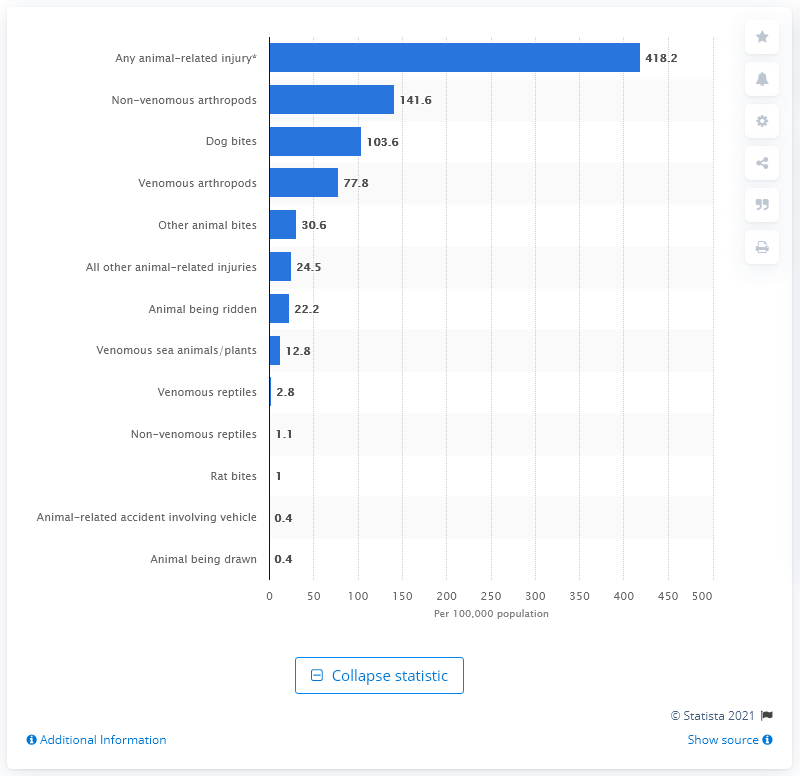 Any animal-related injury* 418.2
Non-venomous arthropods 141.6
Dog bites 103.6
Venomous arthropods 77.8
Other animal bites 30.6
All other animal-related injuries 24.5
Animal being ridden 22.2
Venomous sea animals/plants 12.8
Venomous reptiles 2.8
Non-venomous reptiles 1.1
Rat bites 1
Animal-related accident involving vehicle 0.4
Animal being drawn 0.4
0 50 100 150 200 250 300 350 400 450 500
Per 100,000 population
Collapse statistic
© Statista 2021
Additional Information Show source